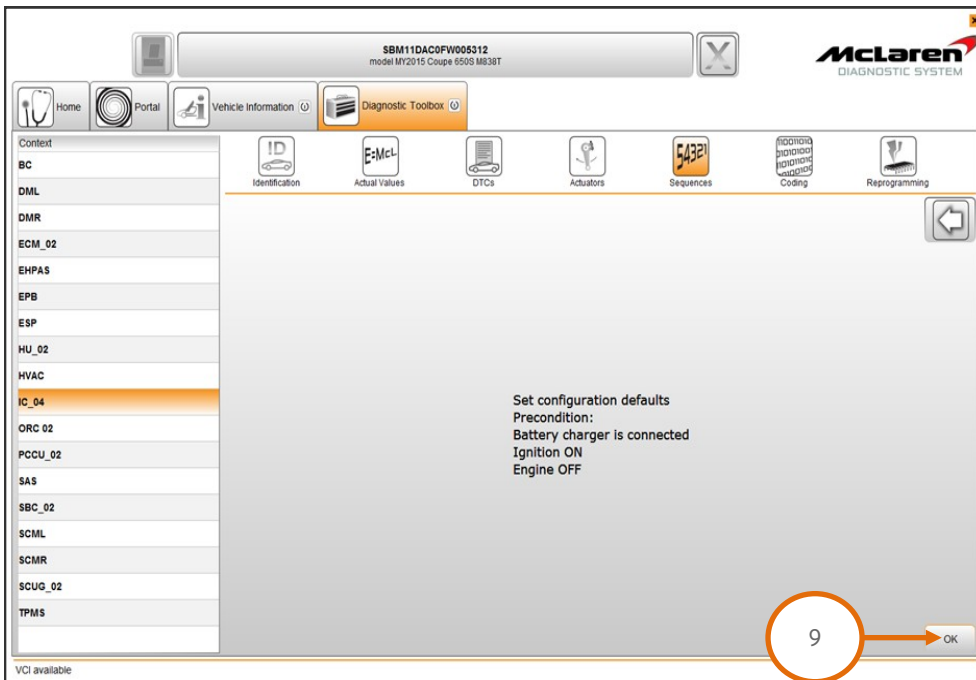 SBM11DAC0FW005312
model MY2015 Coupe 650S M838T
McLaren
DIAGNOSTIC SYSTEM
Home
Portal
Vehicle Information
Diagnostic Toolbox
Context
BC
DML
DMR
ECM_02
EHPAS
EPB
ESP
HU_02
HVAC
IC_04
ORC 02
PCCU_02
SAS
SBC_02
SCML
SCMR
SCUG_02
TPMS
ID
Identification
E=McL
Actual Values
DTCs
Actuators
54321
Sequences
Coding
Reprogramming
Set configuration defaults
Precondition:
Battery charger is connected
Ignition ON
Engine OFF
9
OK
VCI available